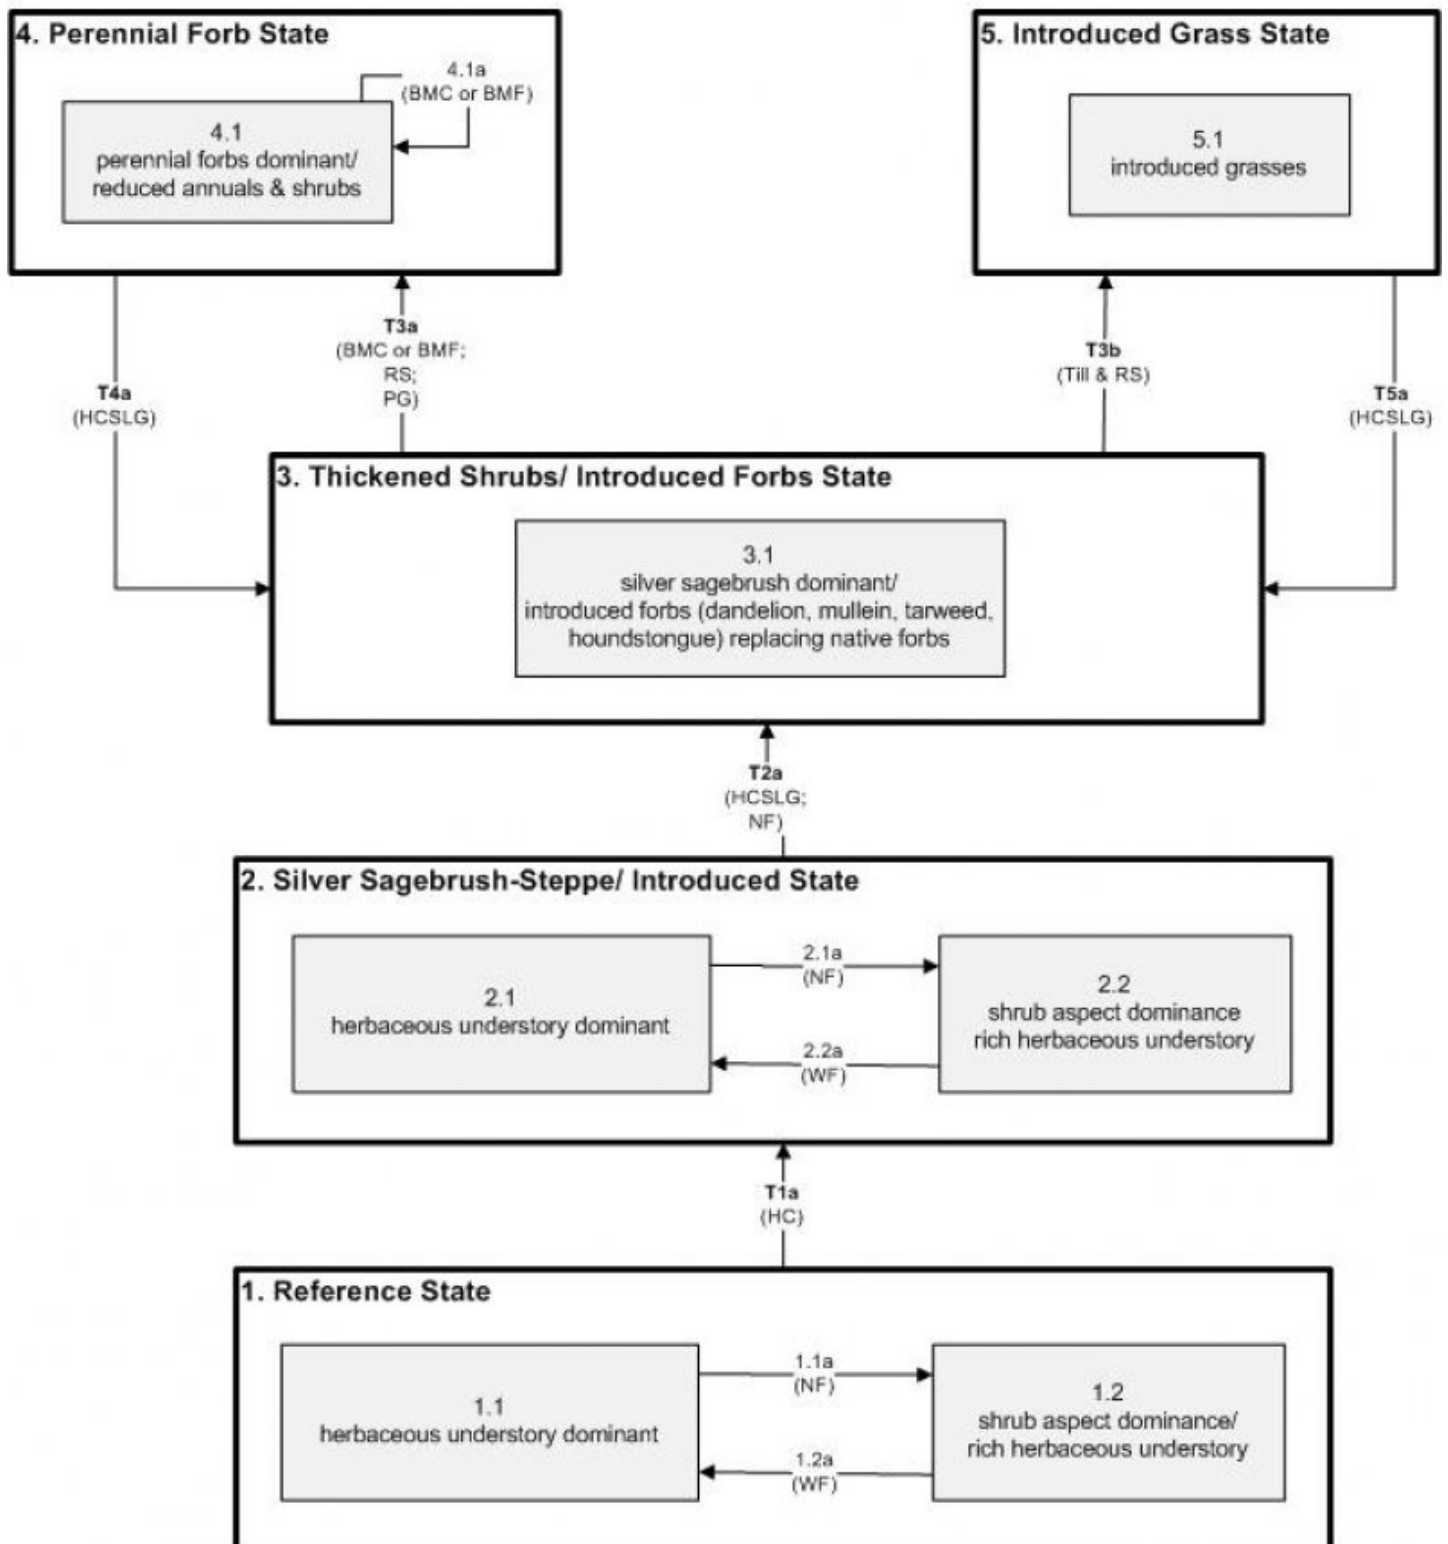 4. Perennial Forb State
4.1a
(BMC or BMF)
4.1
perennial forbs dominant/
reduced annuals & shrubs
5. Introduced Grass State
5.1
introduced grasses
T4a
(HCSLG)
T3a
(BMC or BMF;
RS;
PG)
T3b
(Till & RS)
T5a
(HCSLG)
3. Thickened Shrubs/ Introduced Forbs State
3.1
silver sagebrush dominant/
introduced forbs (dandelion, mullein, tarweed,
houndstongue) replacing native forbs
T2a
(HCSLG;
NF)
2. Silver Sagebrush-Steppe/ Introduced State
2.1
herbaceous understory dominant
2.1a
(NF)
2.2a
(WF)
2.2
shrub aspect dominance
rich herbaceous understory
T1a
(HC)
1. Reference State
1.1
herbaceous understory dominant
1.1a
(NF)
1.2a
(WF)
1.2
shrub aspect dominance/
rich herbaceous understory